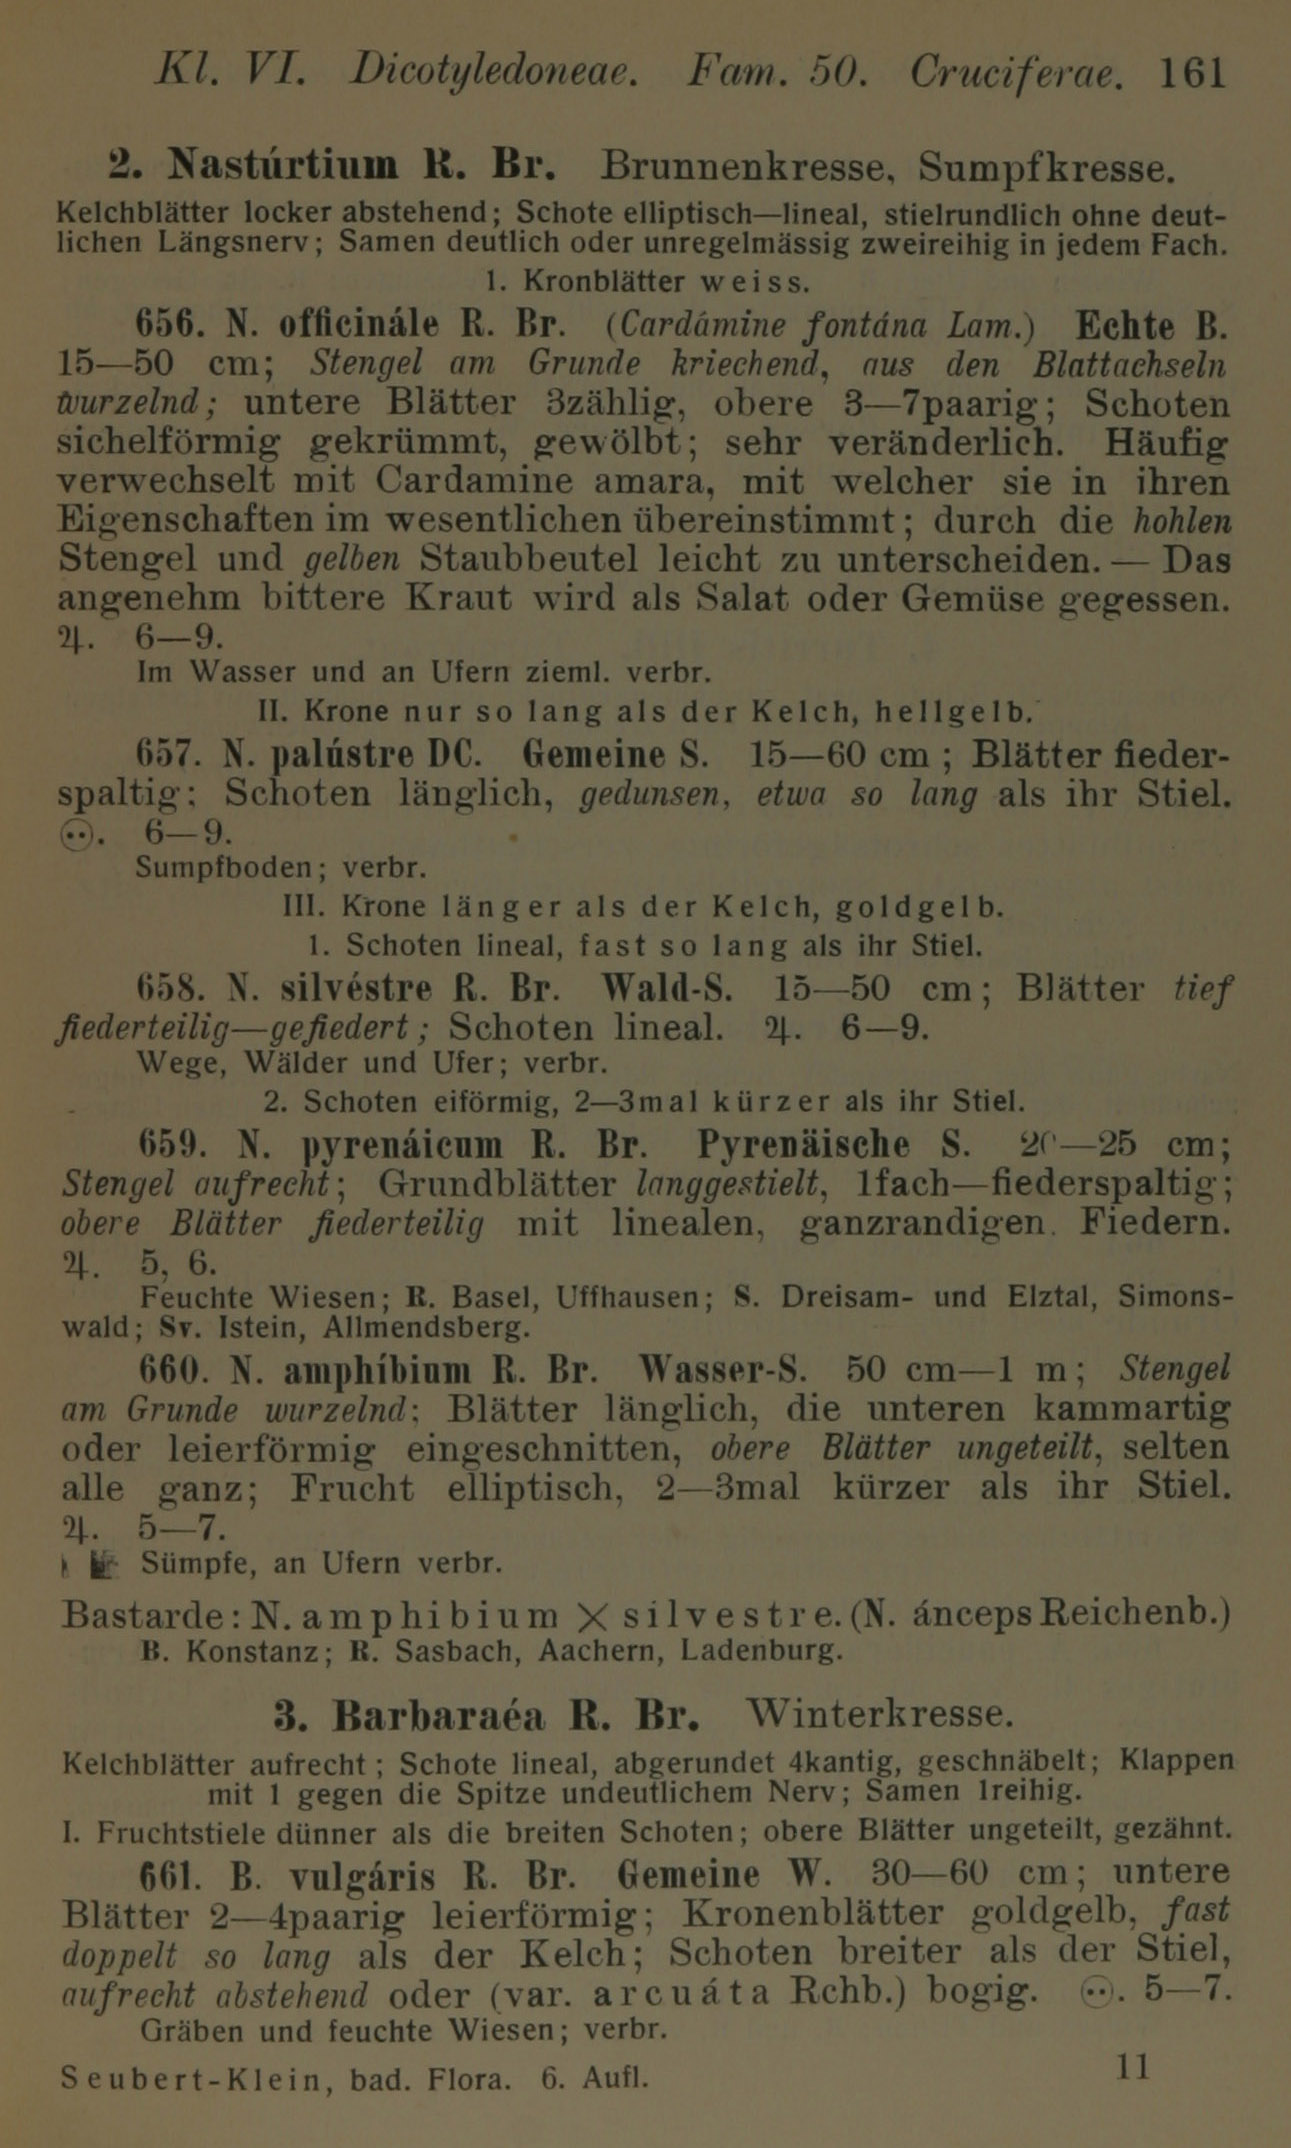 Kl. VI. Dicotyledoneae. Fam. 50. Cruciferae. 161
2. Nastúrtium R. Br. Brunnenkresse, Sumpfkresse.
Kelchblätter locker abstehend; Schote elliptisch—lineal, stielrundlich ohne deut-
lichen Längsnerv; Samen deutlich oder unregelmässig zweireihig in jedem Fach.
1. Kronblätter weiss.
656. N. officinále R. Br. (Cardámine fontána Lam.) Echte B.
15—50 cm; Stengel am Grunde kriechend, aus den Blattachseln
wurzelnd; untere Blätter 3zählig, obere 3—7paarig; Schoten
sichelförmig gekrümmt, gewölbt; sehr veränderlich. Häufig
verwechselt mit Cardamine amara, mit welcher sie in ihren
Eigenschaften im wesentlichen übereinstimmt; durch die hohlen
Stengel und gelben Staubbeutel leicht zu unterscheiden. — Das
angenehm bittere Kraut wird als Salat oder Gemüse gegessen.
♃. 6—9.
Im Wasser und an Ufern zieml. verbr.
II. Krone nur so lang als der Kelch, hellgelb.
657. N. palústre DC. Gemeine S. 15—60 cm; Blätter fieder-
spaltig; Schoten länglich, gedunsen, etwa so lang als ihr Stiel.
⚇. 6—9.
Sumpfboden; verbr.
III. Krone länger als der Kelch, goldgelb.
1. Schoten lineal, fast so lang als ihr Stiel.
658. N. silvéstre R. Br. Wald-S. 15—50 cm; Blätter tief
fiederteilig—gefiedert; Schoten lineal. ♃. 6—9.
Wege, Wälder und Ufer; verbr.
2. Schoten eiförmig, 2—3mal kürzer als ihr Stiel.
659. N. pyrenáicum R. Br. Pyrenäische S. 20—25 cm;
Stengel aufrecht; Grundblätter langgestielt, 1fach—fiederspaltig;
obere Blätter fiederteilig mit linealen, ganzrandigen. Fiedern.
♃. 5, 6.
Feuchte Wiesen; R. Basel, Uffhausen; S. Dreisam- und Elztal, Simons-
wald; Sv. Istein, Allmendsberg.
660. N. amphíbium R. Br. Wasser-S. 50 cm—1 m; Stengel
am Grunde wurzelnd; Blätter länglich, die unteren kammartig
oder leierförmig eingeschnitten, obere Blätter ungeteilt, selten
alle ganz; Frucht elliptisch, 2—3mal kürzer als ihr Stiel.
♃. 5—7.
Sümpfe, an Ufern verbr.
Bastarde: N. amphibium × silvestre. (N. ánceps Reichenb.)
B. Konstanz; R. Sasbach, Aachern, Ladenburg.
3. Barbaraéa R. Br. Winterkresse.
Kelchblätter aufrecht; Schote lineal, abgerundet 4kantig, geschnäbelt; Klappen
mit 1 gegen die Spitze undeutlichem Nerv; Samen 1reihig.
I. Fruchtstiele dünner als die breiten Schoten; obere Blätter ungeteilt, gezähnt.
661. B. vulgáris R. Br. Gemeine W. 30—60 cm; untere
Blätter 2—4paarig leierförmig; Kronenblätter goldgelb, fast
doppelt so lang als der Kelch; Schoten breiter als der Stiel,
aufrecht abstehend oder (var. arcuáta Rchb.) bogig. ⚇. 5—7.
Gräben und feuchte Wiesen; verbr.
Seubert-Klein, bad. Flora. 6. Aufl. 11